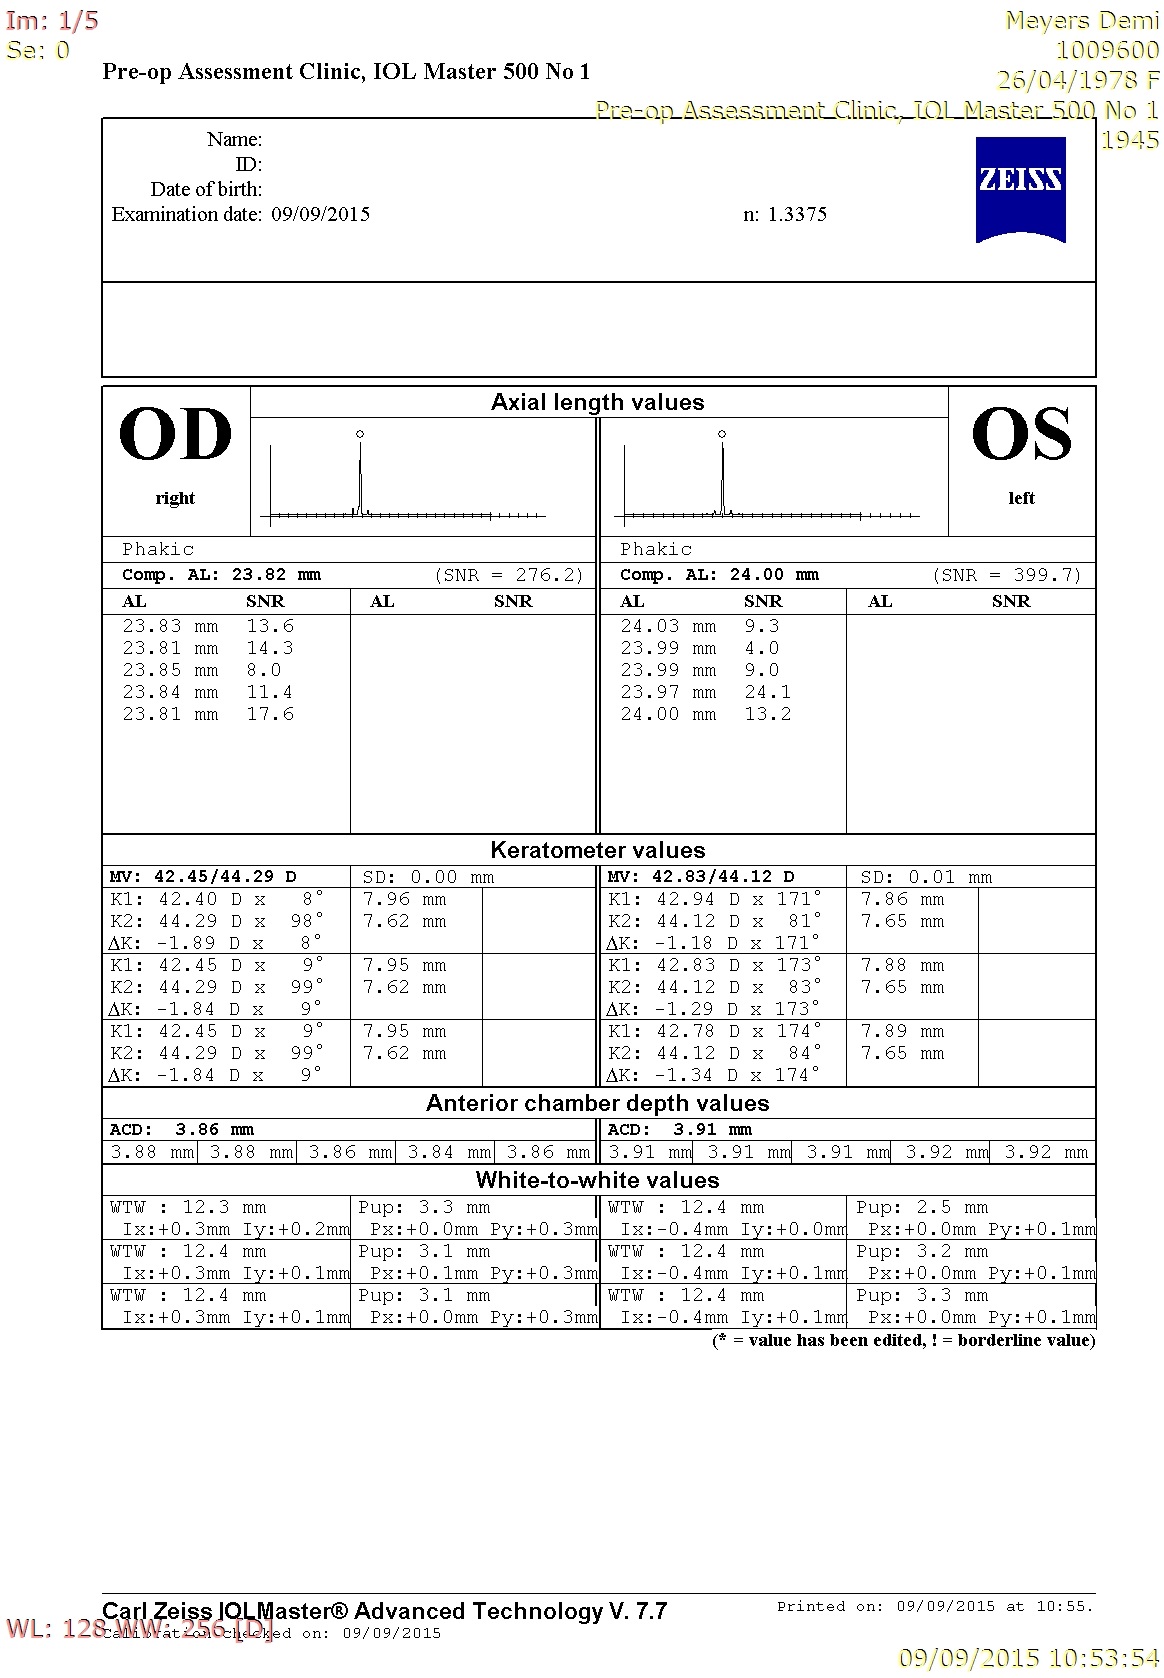 Im: 1/5
Se: 0
Meyers Demi
1009600
26/04/1978 F
Pre-op Assessment Clinic, IOL Master 500 No 1
1945
Pre-op Assessment Clinic, IOL Master 500 No 1
Name:
ID:
Date of birth:
Examination date: 09/09/2015 n: 1.3375
ZEISS
OD
right
Axial length values
OS
left
Phakic Phakic
Comp. AL: 23.82 mm (SNR = 276.2) Comp. AL: 24.00 mm (SNR = 399.7)
AL SNR AL SNR AL SNR AL SNR
23.83 mm 13.6 24.03 mm 9.3
23.81 mm 14.3 23.99 mm 4.0
23.85 mm 8.0 23.99 mm 9.0
23.84 mm 11.4 23.97 mm 24.1
23.81 mm 17.6 24.00 mm 13.2
Keratometer values
MV: 42.45/44.29 D SD: 0.00 mm MV: 42.83/44.12 D SD: 0.01 mm
K1: 42.40 D x 8° 7.96 mm K1: 42.94 D x 171° 7.86 mm
K2: 44.29 D x 98° 7.62 mm K2: 44.12 D x 81° 7.65 mm
ΔK: -1.89 D x 8° ΔK: -1.18 D x 171°
K1: 42.45 D x 9° 7.95 mm K1: 42.83 D x 173° 7.88 mm
K2: 44.29 D x 99° 7.62 mm K2: 44.12 D x 83° 7.65 mm
ΔK: -1.84 D x 9° ΔK: -1.29 D x 173°
K1: 42.45 D x 9° 7.95 mm K1: 42.78 D x 174° 7.89 mm
K2: 44.29 D x 99° 7.62 mm K2: 44.12 D x 84° 7.65 mm
ΔK: -1.84 D x 9° ΔK: -1.34 D x 174°
Anterior chamber depth values
ACD: 3.86 mm ACD: 3.91 mm
3.88 mm 3.88 mm 3.86 mm 3.84 mm 3.86 mm 3.91 mm 3.91 mm 3.91 mm 3.92 mm 3.92 mm
White-to-white values
WTW : 12.3 mm Pup: 3.3 mm WTW : 12.4 mm Pup: 2.5 mm
Ix:+0.3mm Iy:+0.2mm Px:+0.0mm Py:+0.3mm Ix:-0.4mm Iy:+0.0mm Px:+0.0mm Py:+0.1mm
WTW : 12.4 mm Pup: 3.1 mm WTW : 12.4 mm Pup: 3.2 mm
Ix:+0.3mm Iy:+0.1mm Px:+0.1mm Py:+0.3mm Ix:-0.4mm Iy:+0.1mm Px:+0.0mm Py:+0.1mm
WTW : 12.4 mm Pup: 3.1 mm WTW : 12.4 mm Pup: 3.3 mm
Ix:+0.3mm Iy:+0.1mm Px:+0.0mm Py:+0.3mm Ix:-0.4mm Iy:+0.1mm Px:+0.0mm Py:+0.1mm
(* = value has been edited, ! = borderline value)
Carl Zeiss IOLMaster® Advanced Technology V. 7.7 Printed on: 09/09/2015 at 10:55.
WL: 128 WW: 256 [D]
Calibration checked on: 09/09/2015
09/09/2015 10:53:54